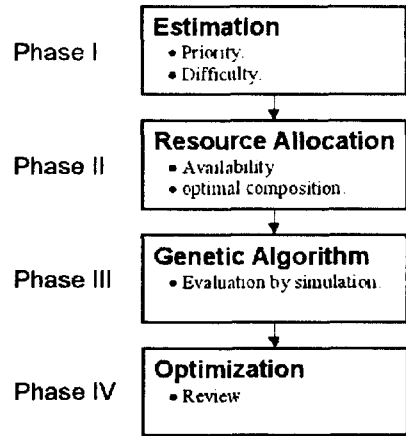 Phase I
Estimation
• Priority.
• Difficulty.
Phase II
Resource Allocation
▪ Availability
• optimal composition.
Phase III
Genetic Algorithm
• Evaluation by simulation.
Phase IV
Optimization
• Review